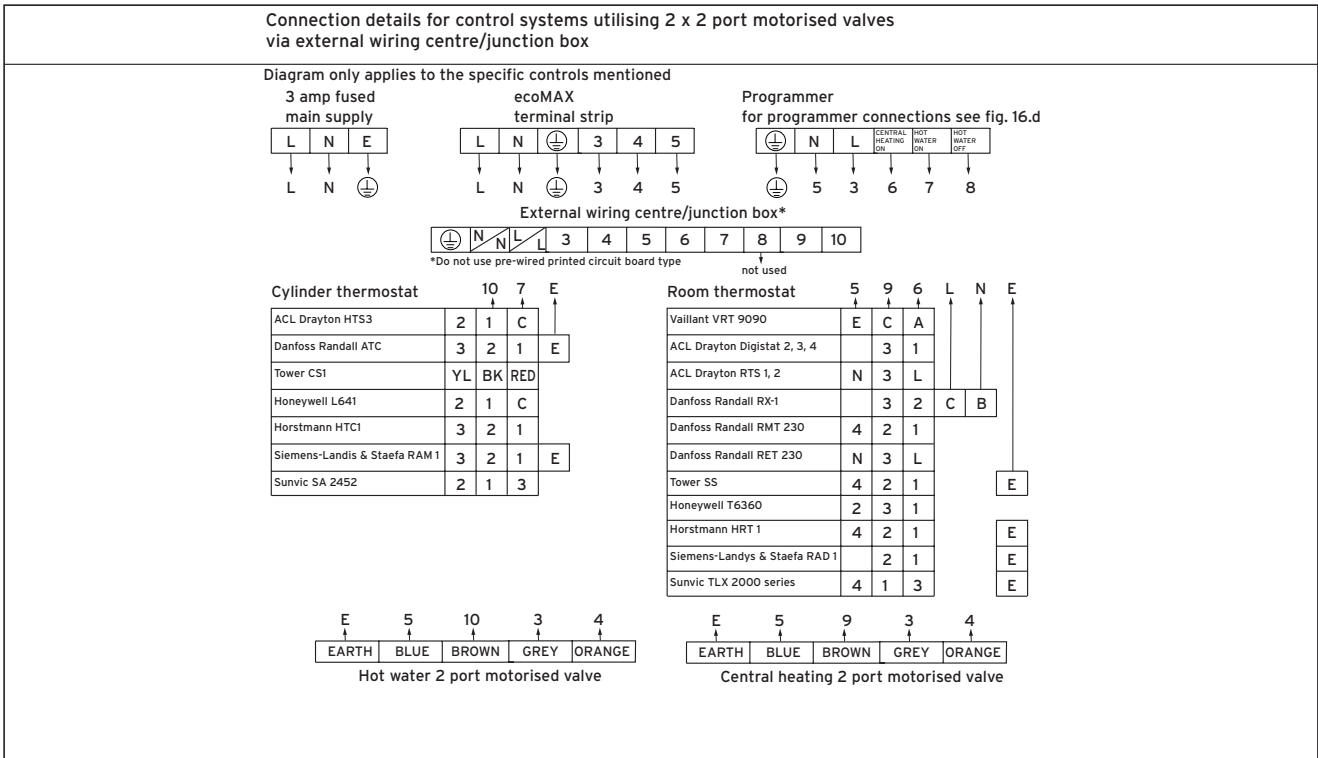 Connection details for control systems utilising 2 x 2 port motorised valves
via external wiring centre/junction box
Diagram only applies to the specific controls mentioned
3 amp fused
main supply
L N E
L N ⏚
ecoMAX
terminal strip
L N ⏚ 3 4 5
L N ⏚ 3 4 5
Programmer
for programmer connections see fig. 16.d
⏚ N L CENTRAL HEATING ON HOT WATER ON HOT WATER OFF
⏚ 5 3 6 7 8
External wiring centre/junction box*
⏚ N N L L 3 4 5 6 7 8 9 10
*Do not use pre-wired printed circuit board type
not used
Cylinder thermostat 10 7 E
ACL Drayton HTS3 2 1 C
Danfoss Randall ATC 3 2 1 E
Tower CS1 YL BK RED
Honeywell L641 2 1 C
Horstmann HTC1 3 2 1
Siemens-Landis & Staefa RAM 1 3 2 1 E
Sunvic SA 2452 2 1 3
Room thermostat 5 9 6 L N E
Vaillant VRT 9090 E C A
ACL Drayton Digistat 2, 3, 4 3 1
ACL Drayton RTS 1, 2 N 3 L
Danfoss Randall RX-1 3 2 C B
Danfoss Randall RMT 230 4 2 1
Danfoss Randall RET 230 N 3 L
Tower SS 4 2 1 E
Honeywell T6360 2 3 1
Horstmann HRT 1 4 2 1 E
Siemens-Landys & Staefa RAD 1 2 1 E
Sunvic TLX 2000 series 4 1 3 E
E 5 10 3 4
EARTH BLUE BROWN GREY ORANGE
Hot water 2 port motorised valve
E 5 9 3 4
EARTH BLUE BROWN GREY ORANGE
Central heating 2 port motorised valve